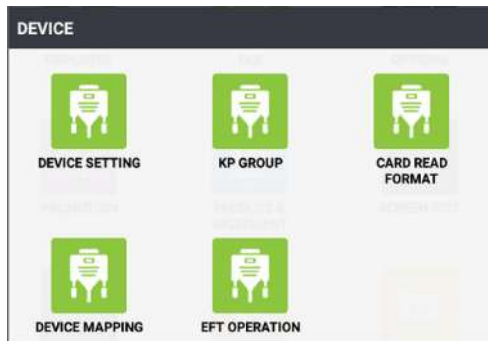 DEVICE
DEVICE SETTING
KP GROUP
CARD READ
FORMAT
DEVICE MAPPING
EFT OPERATION